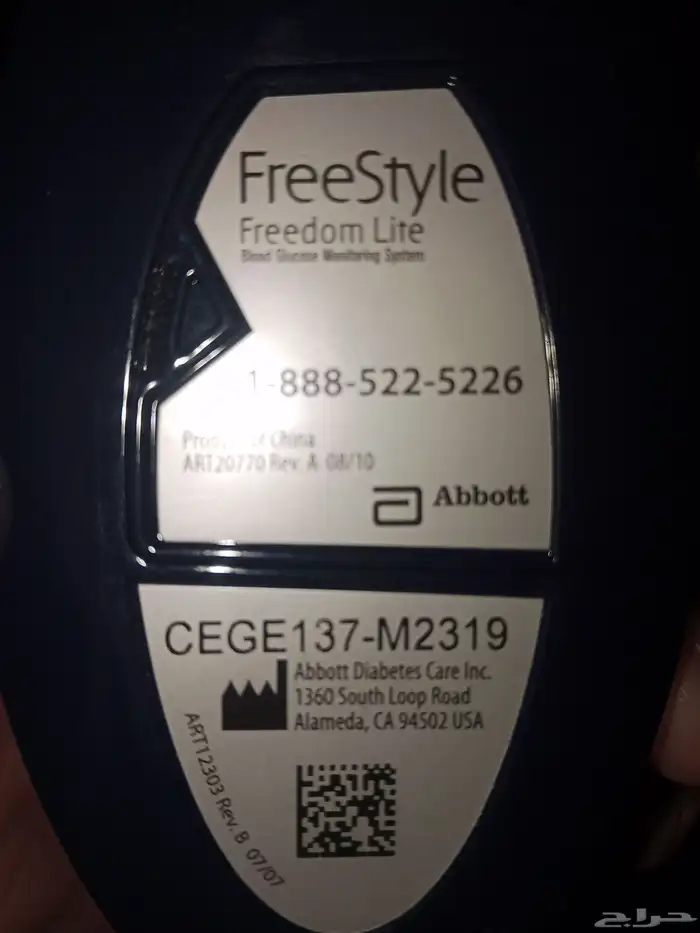 FreeStyle
Freedom Lite
Blood Glucose Monitoring System
1-888-522-5226
China
ART20770 Rev. A 08/10
Abbott
CEGE137-M2319
Abbott Diabetes Care Inc.
1360 South Loop Road
Alameda, CA 94502 USA
ART12303 Rev. B 07/07
حراج